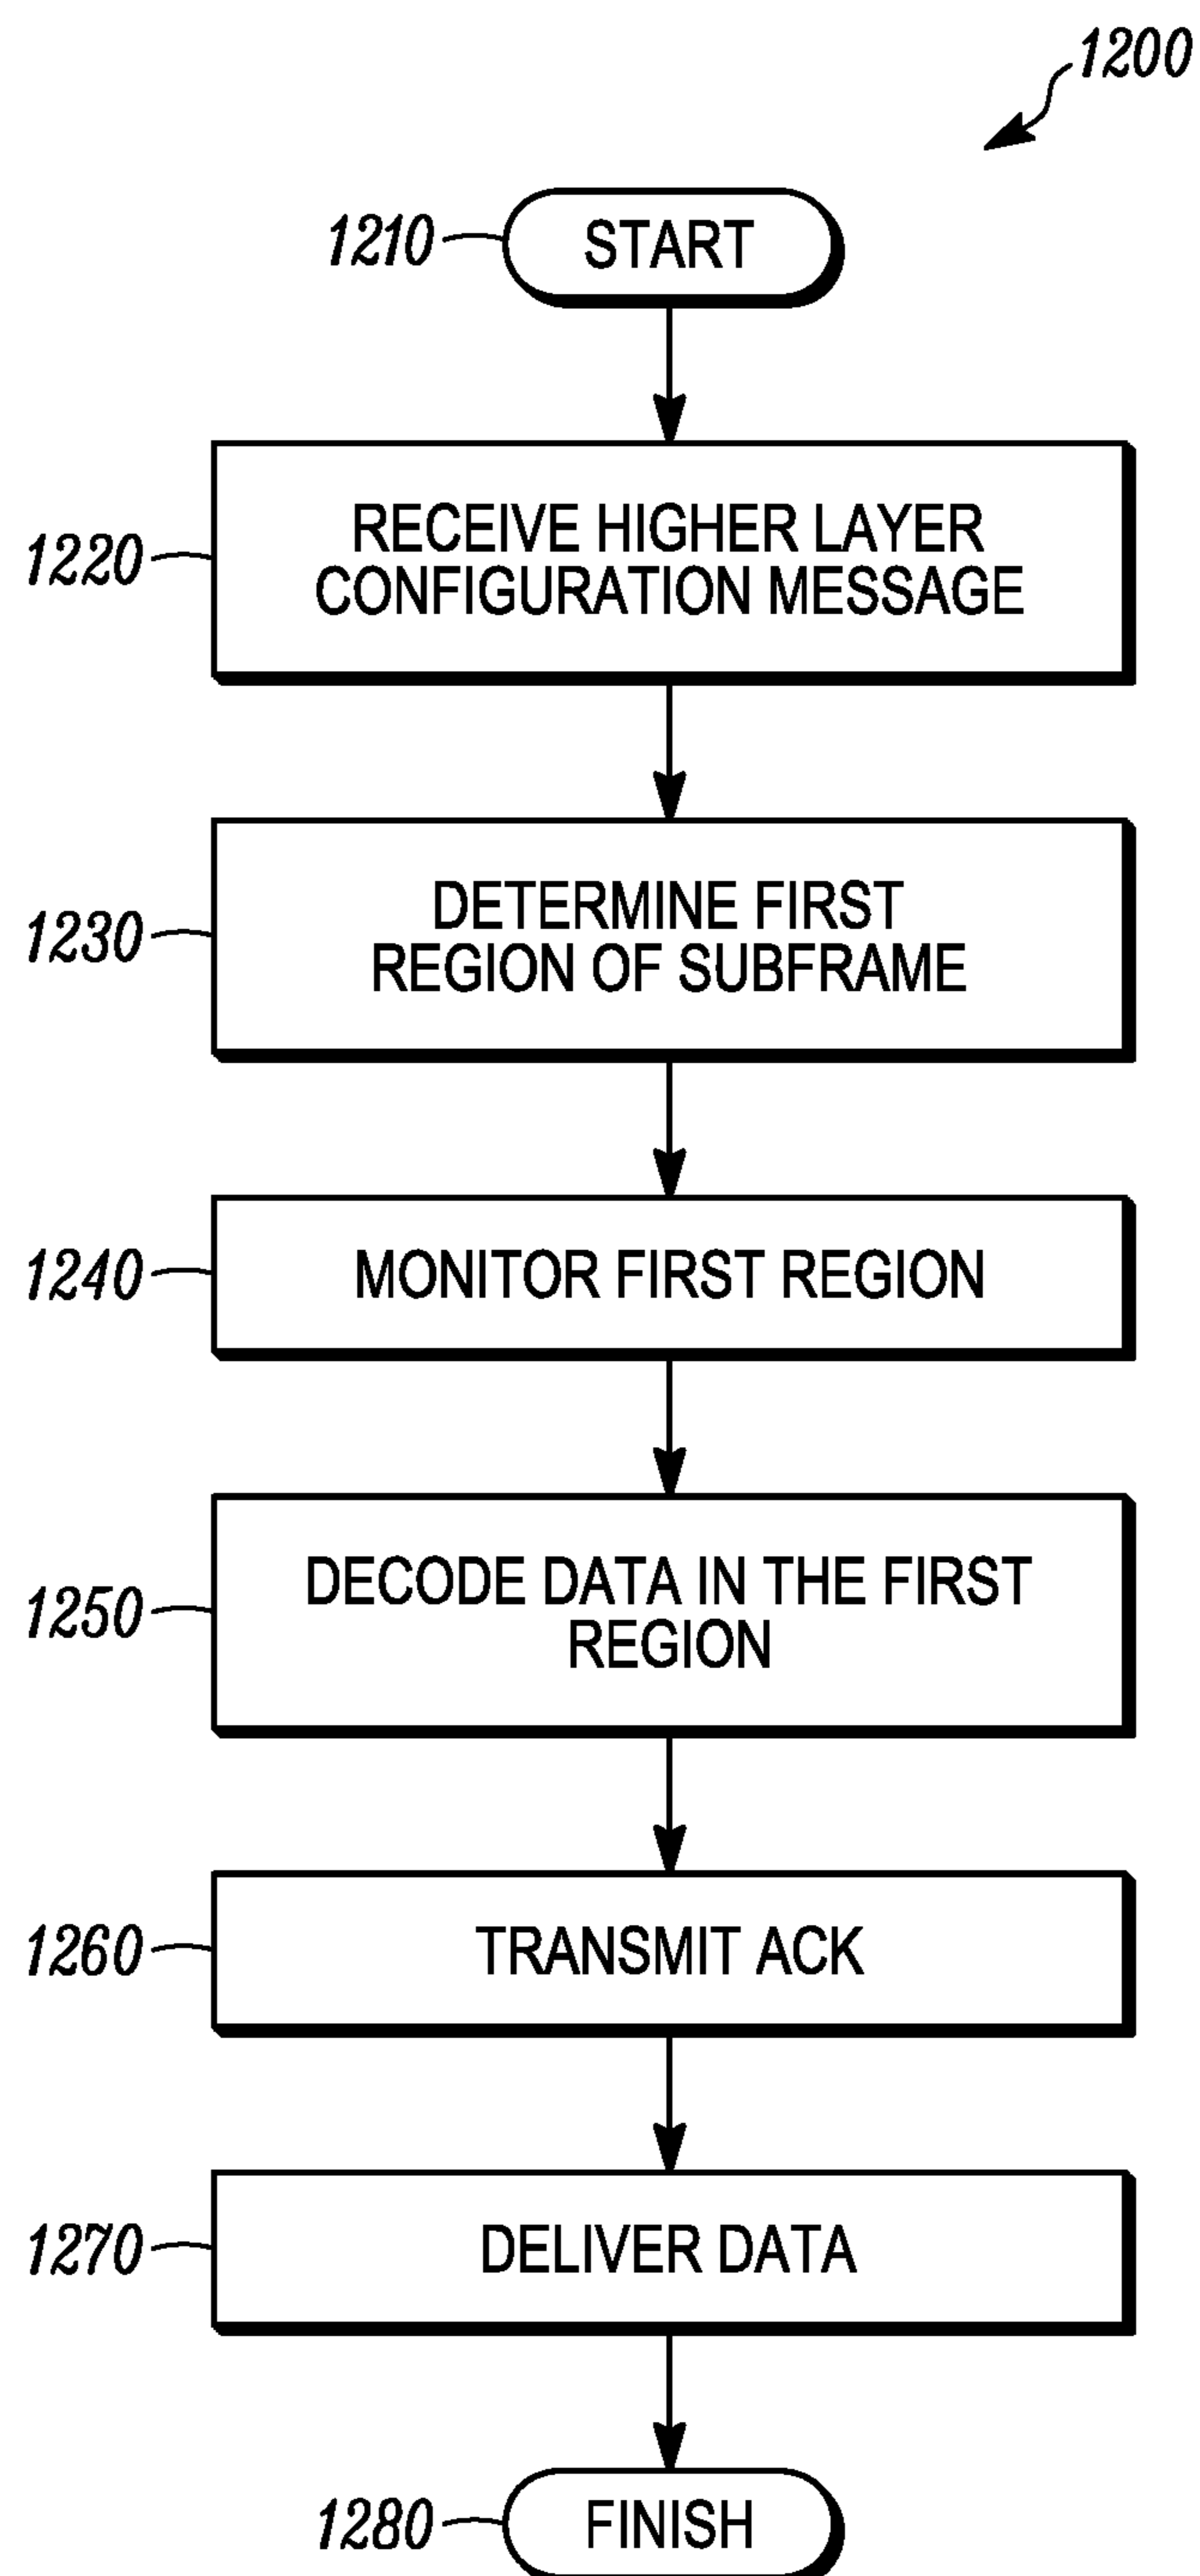 1200
1210
START
1220
RECEIVE HIGHER LAYER
CONFIGURATION MESSAGE
1230
DETERMINE FIRST
REGION OF SUBFRAME
1240
MONITOR FIRST REGION
1250
DECODE DATA IN THE FIRST
REGION
1260
TRANSMIT ACK
1270
DELIVER DATA
1280
FINISH